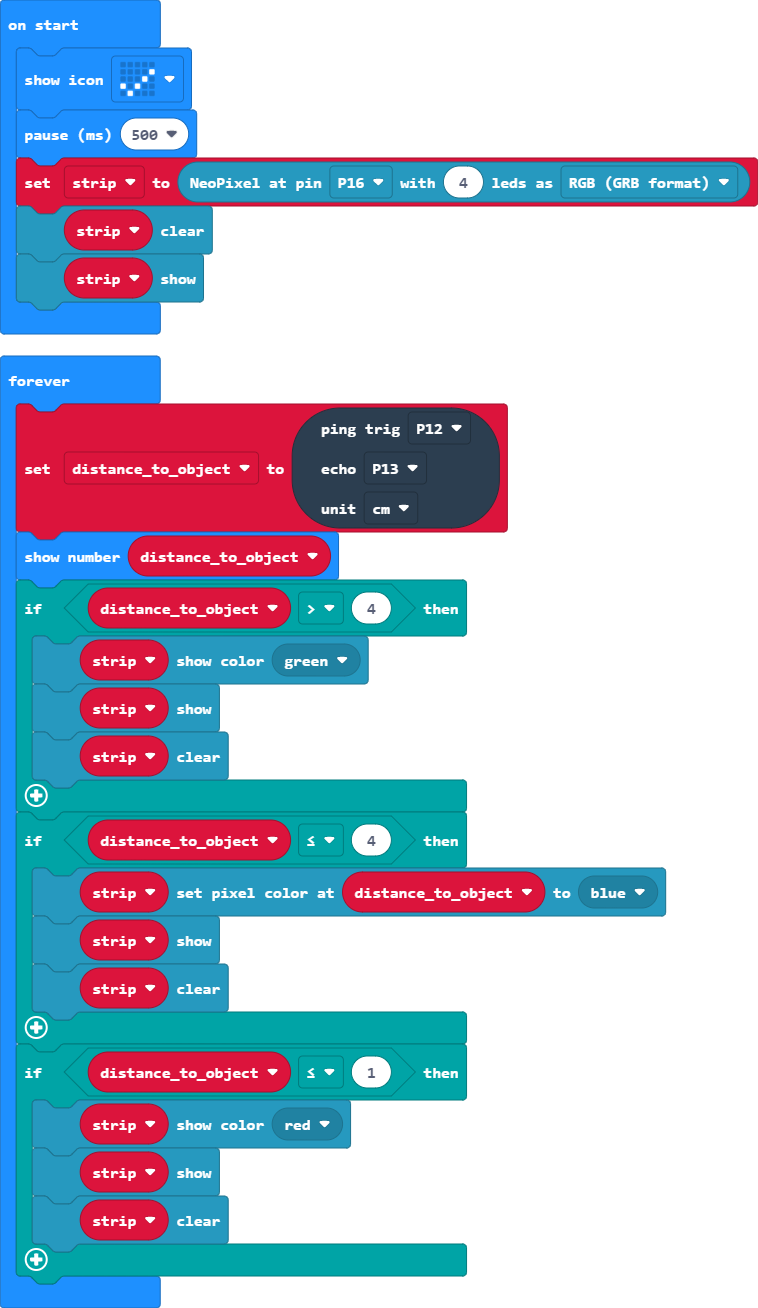 on start
show icon
pause (ms) 500
set strip to NeoPixel at pin P16 with 4 leds as RGB (GRB format)
strip clear
strip show
forever
ping trig P12
set distance_to_object to echo P13
unit cm
show number distance_to_object
if distance_to_object > 4 then
strip show color green
strip show
strip clear
if distance_to_object ≤ 4 then
strip set pixel color at distance_to_object to blue
strip show
strip clear
if distance_to_object ≤ 1 then
strip show color red
strip show
strip clear